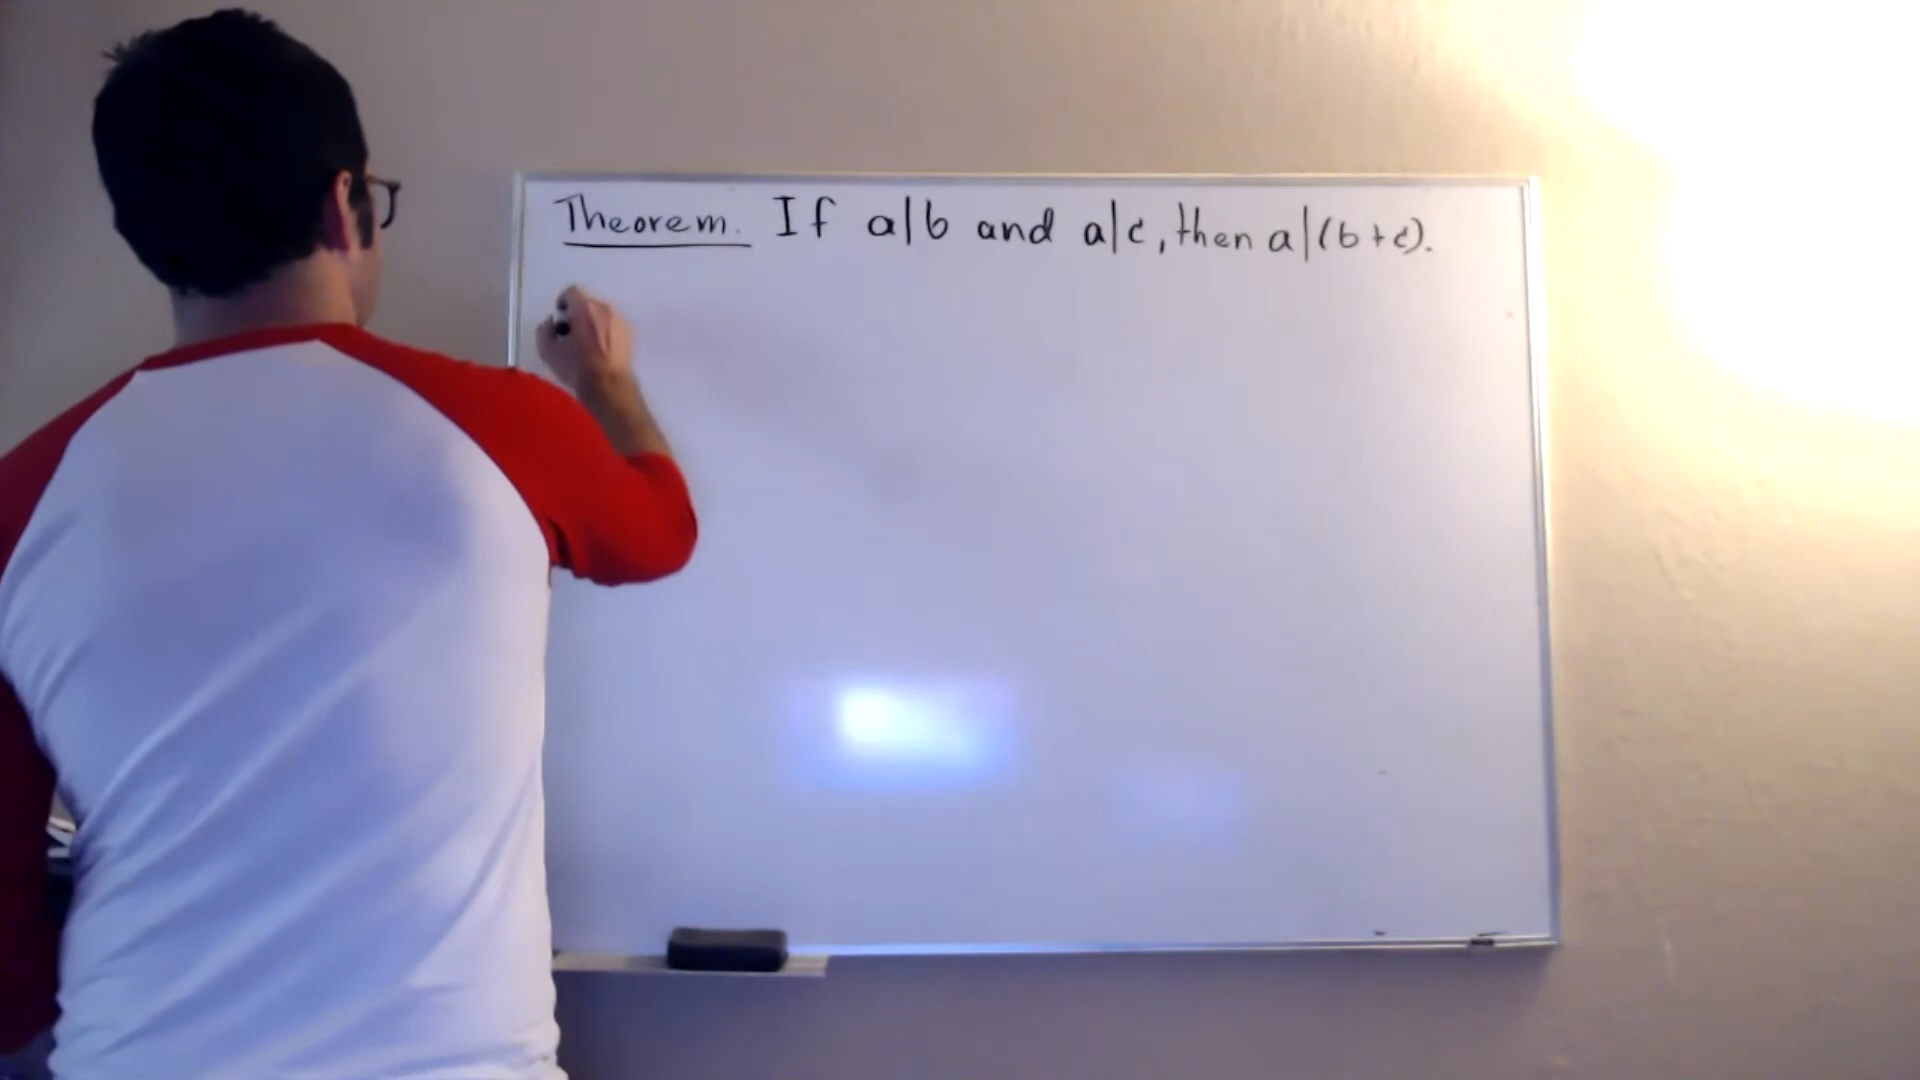 Theorem. If a|b and a|c, then a|(b+c).